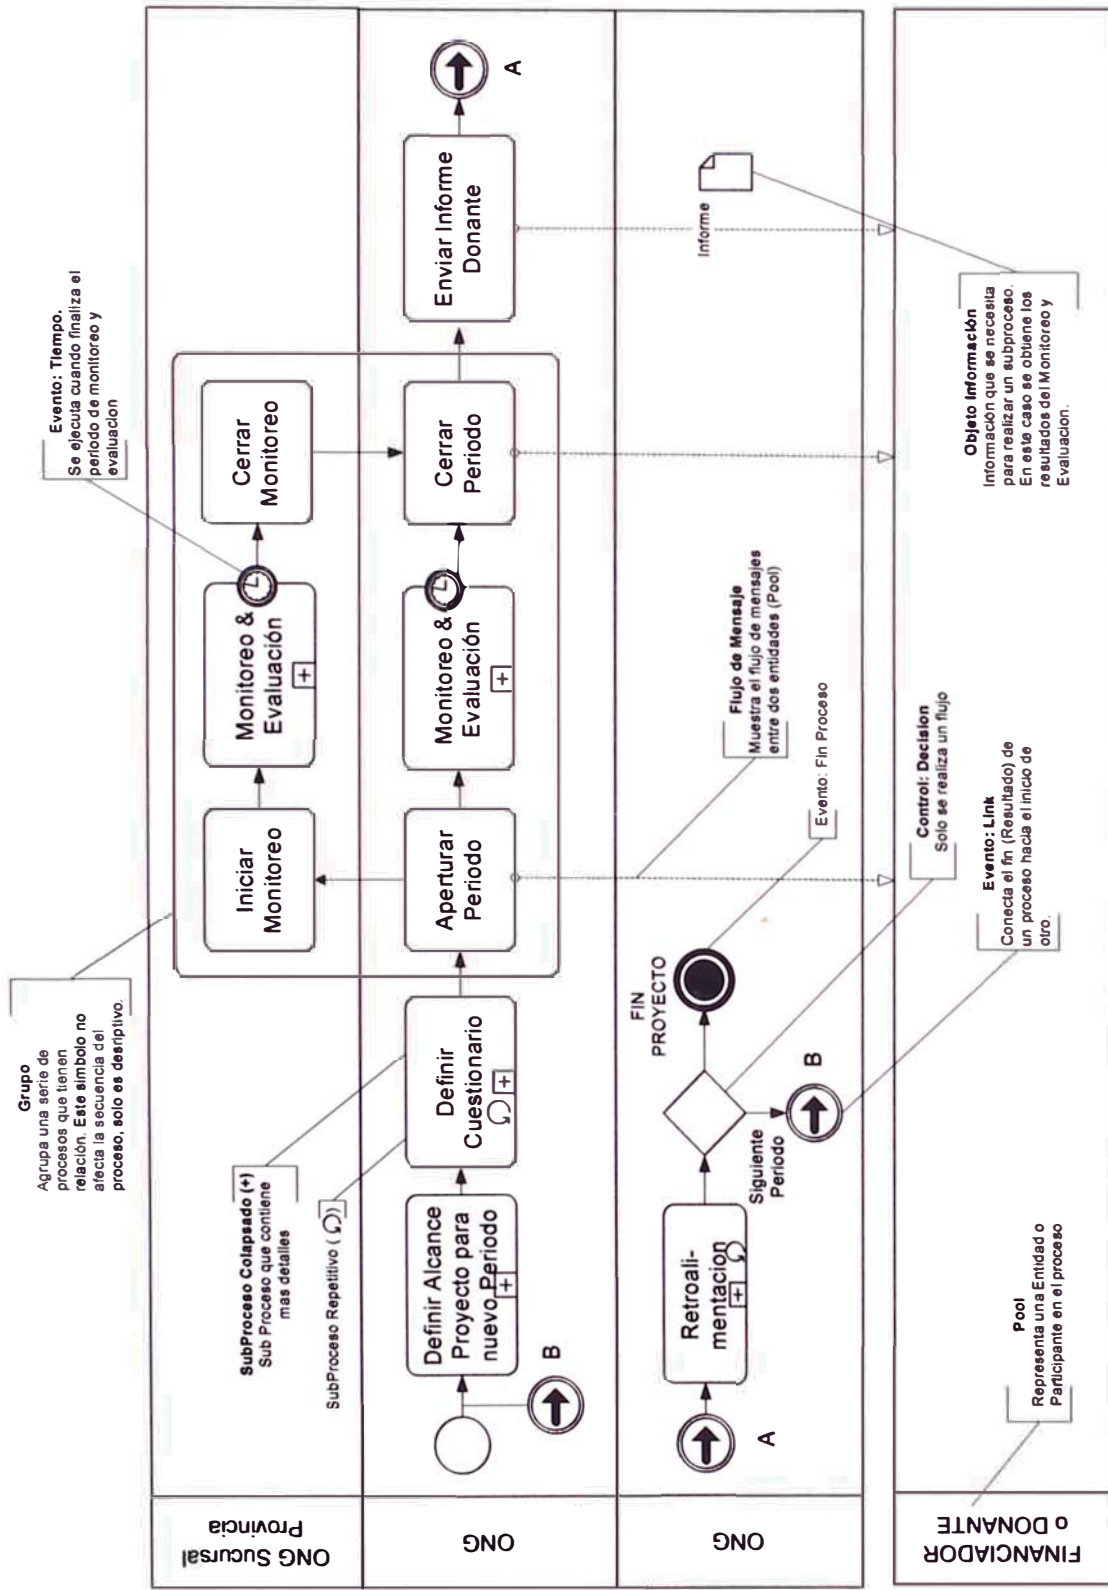 Grupo
Agrupa una serie de
procesos que tienen
relación. Este simbolo no
afecta la secuencia del
proceso, solo es desriptivo.
Evento: Tiempo.
Se ejecuta cuando finaliza el
periodo de monitoreo y
evaluacion
SubProceso Colapsado (+)
Sub Proceso que contiene
mas detalles
SubProceso Repetitivo ( )
ONG Sucursal
Provincia
Iniciar
Monitoreo
Monitoreo &
Evaluación
Cerrar
Monitoreo
ONG
B
Definir Alcance
Proyecto para
nuevo Periodo
Definir
Cuestionario
Aperturar
Periodo
Monitoreo &
Evaluación
Cerrar
Periodo
Enviar Informe
Donante
A
ONG
A
Retroali-
mentacion
Siguiente
Periodo
B
FIN
PROYECTO
Informe
Evento: Fin Proceso
Flujo de Mensaje
Muestra el flujo de mensajes
entre dos entidades (Pool)
FINANCIADOR
o DONANTE
Pool
Representa una Entidad o
Participante en el proceso
Evento: Link
Conecta el fin (Resultado) de
un proceso hacia el inicio de
otro.
Control: Decision
Solo se realiza un flujo
Objeto Información
Información que se necesita
para realizar un subproceso.
En este caso se obtiene los
resultados del Monitoreo y
Evaluacion.